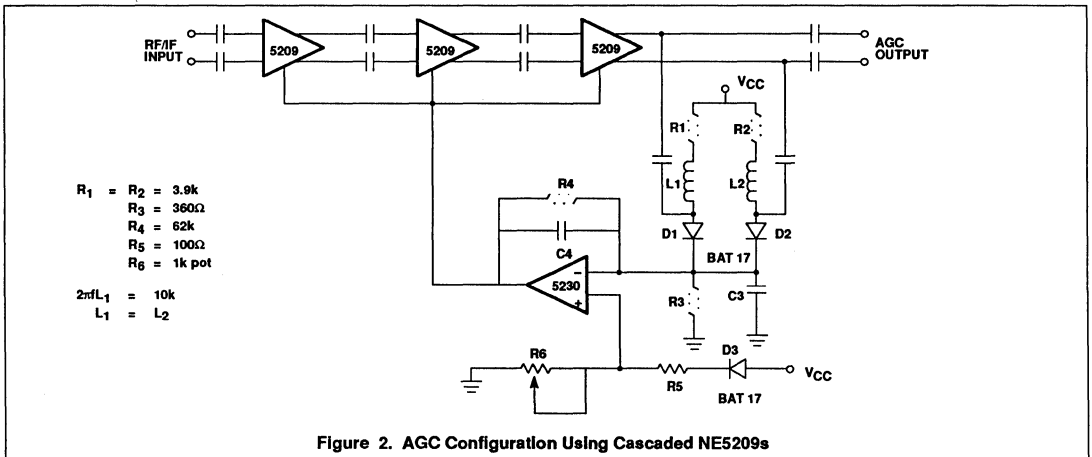 RF/IF
INPUT
5209
5209
5209
AGC
OUTPUT
VCC
R1
R2
L1
L2
D1
D2
BAT 17
R4
C4
5230
−
+
R3
C3
R1 = R2 = 3.9k
R3 = 360Ω
R4 = 62k
R5 = 100Ω
R6 = 1k pot
2πfL1 = 10k
L1 = L2
R6
R5
D3
VCC
BAT 17
Figure 2. AGC Configuration Using Cascaded NE5209s